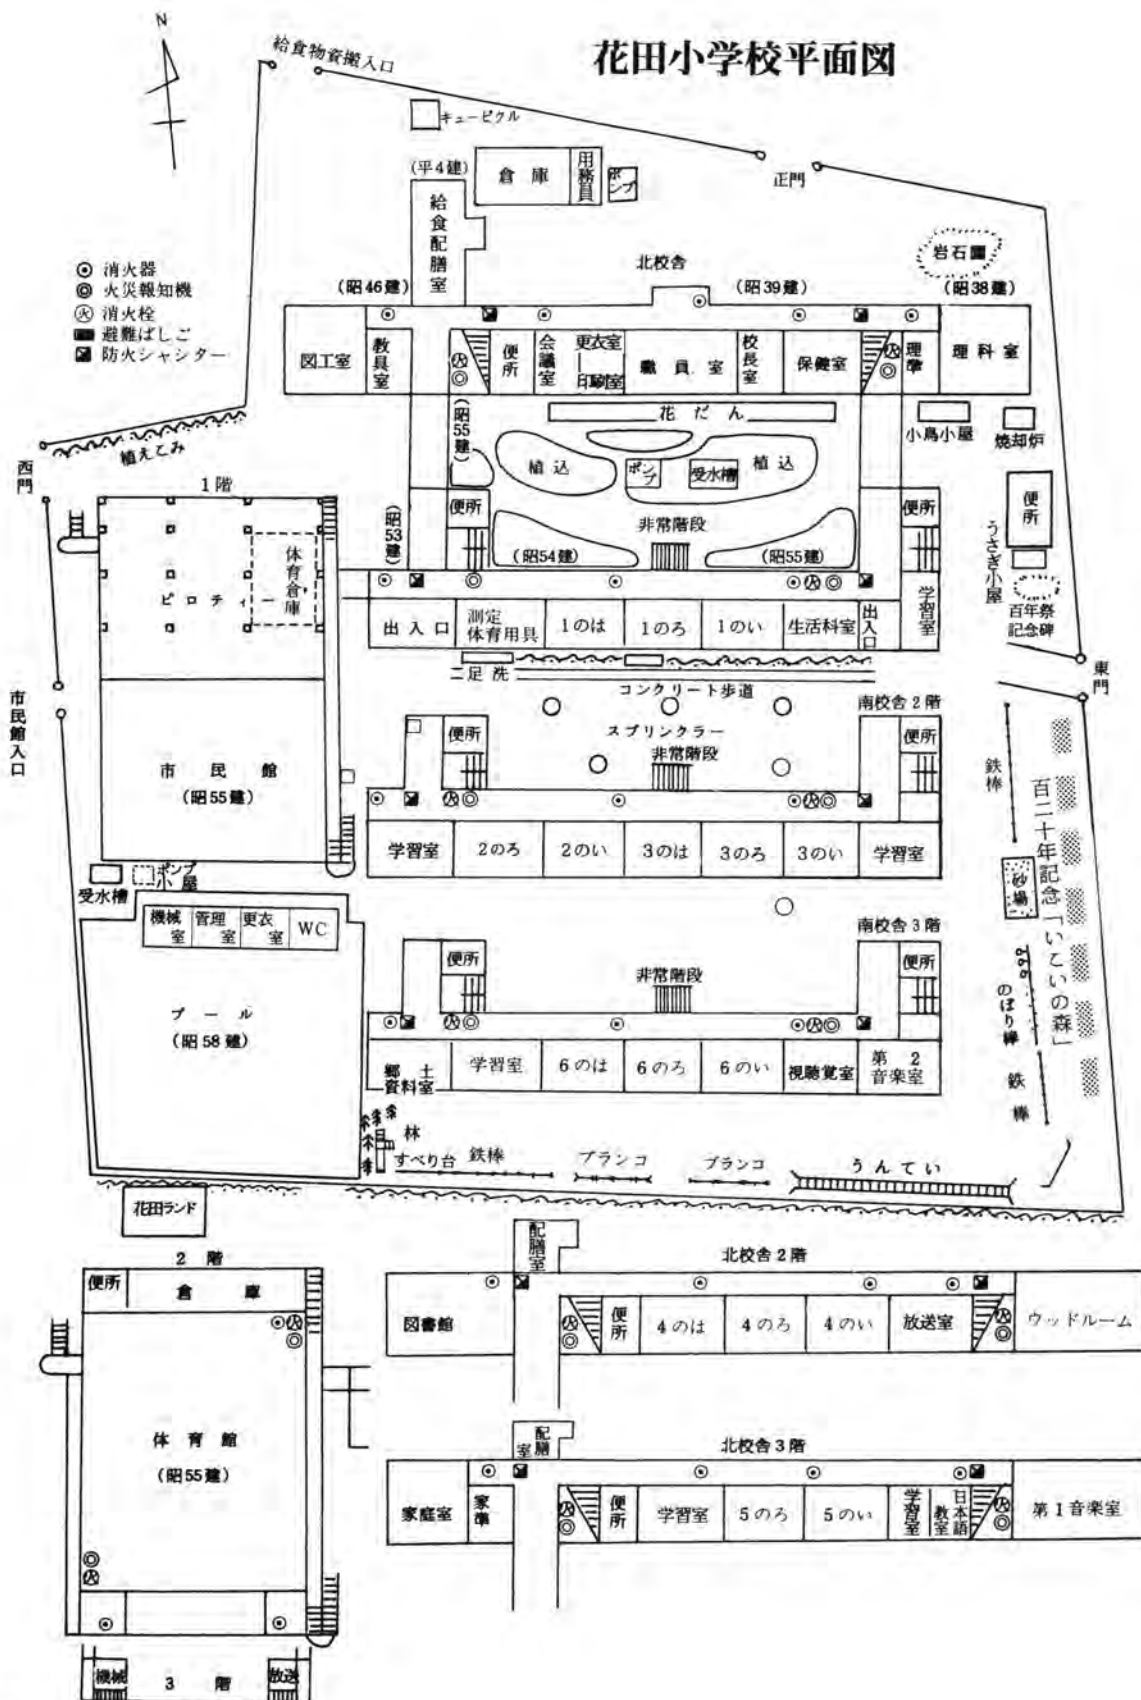 花田小学校平面図
N
給食物資搬入口
キュービクル
(平4建)
倉庫
用務員
ポンプ
正門
給食配膳室
岩石園
北校舎
消火器
火災報知機
火 消火栓
避難ばしご
防火シャシター
(昭46建)
(昭39建)
(昭38建)
図工室
教具室
火
便所
会議室
更衣室
印刷室
職員室
校長室
保健室
火
理準
理科室
花だん
小鳥小屋
焼却炉
(昭55建)
植込
ポンプ
受水槽
植込
西門
植えこみ
1階
便所
非常階段
便所
便所
うさぎ小屋
(昭53建)
(昭54建)
(昭55建)
体育倉庫
ピロティー
火
百年祭
記念碑
出入口
測定
体育用具
1のは
1のろ
1のい
生活科室
出入口
学習室
東門
二足洗
コンクリート歩道
スプリンクラー
市民館入口
南校舎2階
便所
非常階段
便所
鉄棒
市民館
(昭55建)
火
火
百二十年記念「いこいの森」
学習室
2のろ
2のい
3のは
3のろ
3のい
学習室
砂場
受水槽
ポンプ
小屋
機械室
管理室
更衣室
WC
南校舎3階
便所
非常階段
便所
のぼり棒
プール
(昭58建)
火
火
郷土
資料室
学習室
6のは
6のろ
6のい
視聴覚室
第2
音楽室
鉄棒
林
すべり台
鉄棒
ブランコ
ブランコ
うんてい
花田ランド
2階
便所
倉庫
火
配膳室
北校舎2階
図書館
火
便所
4のは
4のろ
4のい
放送室
火
ウッドルーム
体育館
(昭55建)
配膳室
北校舎3階
家庭室
家準
火
便所
学習室
5のろ
5のい
学習室
日本語教室
火
第1音楽室
火
機械
3階
放送